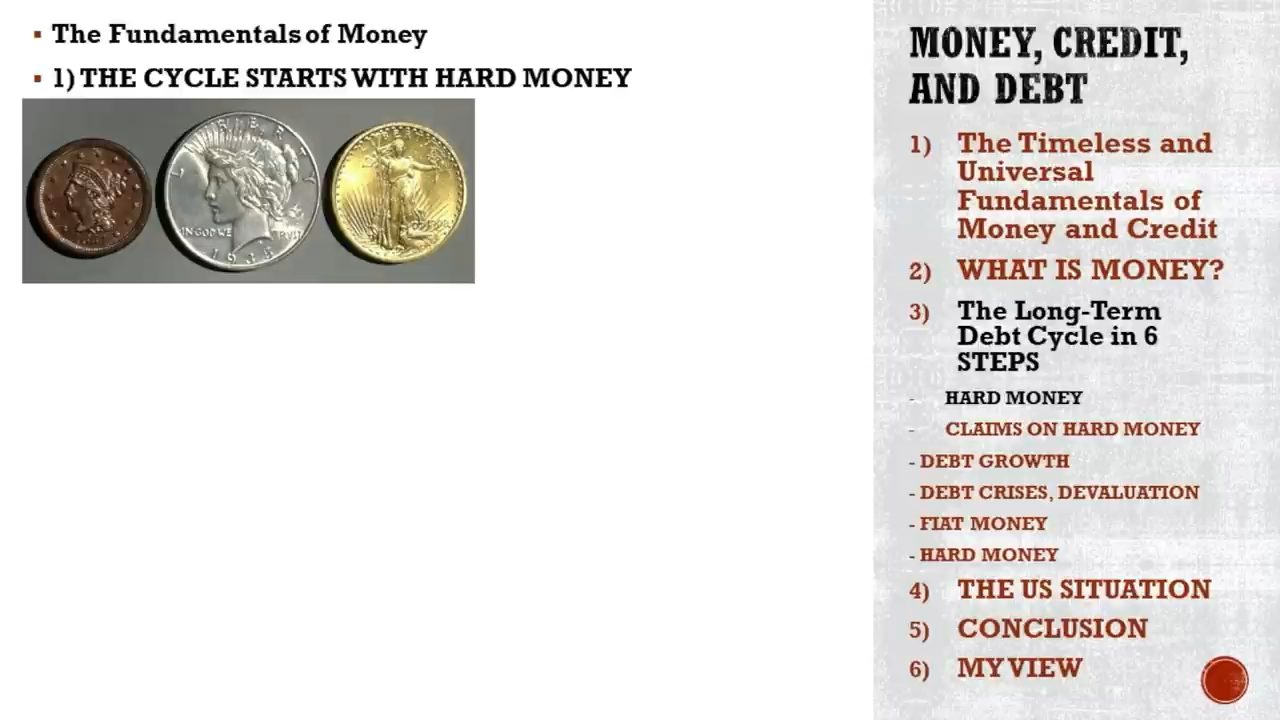 ▪ The Fundamentals of Money
▪ 1) THE CYCLE STARTS WITH HARD MONEY
LIBERTY
IN GOD WE TRVST
MONEY, CREDIT,
AND DEBT
1) The Timeless and
Universal
Fundamentals of
Money and Credit
2) WHAT IS MONEY?
3) The Long-Term
Debt Cycle in 6
STEPS
- HARD MONEY
- CLAIMS ON HARD MONEY
- DEBT GROWTH
- DEBT CRISES, DEVALUATION
- FIAT MONEY
- HARD MONEY
4) THE US SITUATION
5) CONCLUSION
6) MY VIEW